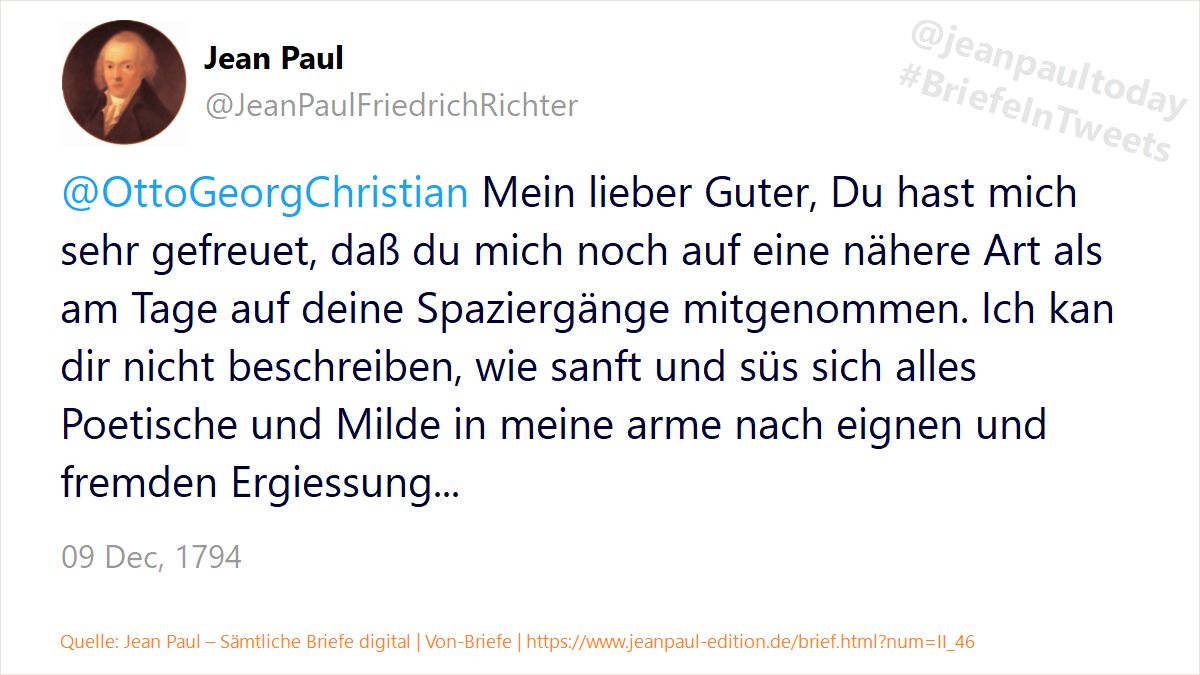 Jean Paul
@JeanPaulFriedrichRichter
@jeanpaultoday
#BriefeInTweets
@OttoGeorgChristian Mein lieber Guter, Du hast mich
sehr gefreuet, daß du mich noch auf eine nähere Art als
am Tage auf deine Spaziergänge mitgenommen. Ich kan
dir nicht beschreiben, wie sanft und süs sich alles
Poetische und Milde in meine arme nach eignen und
fremden Ergiessung...
09 Dec, 1794
Quelle: Jean Paul – Sämtliche Briefe digital | Von-Briefe | https://www.jeanpaul-edition.de/brief.html?num=II_46